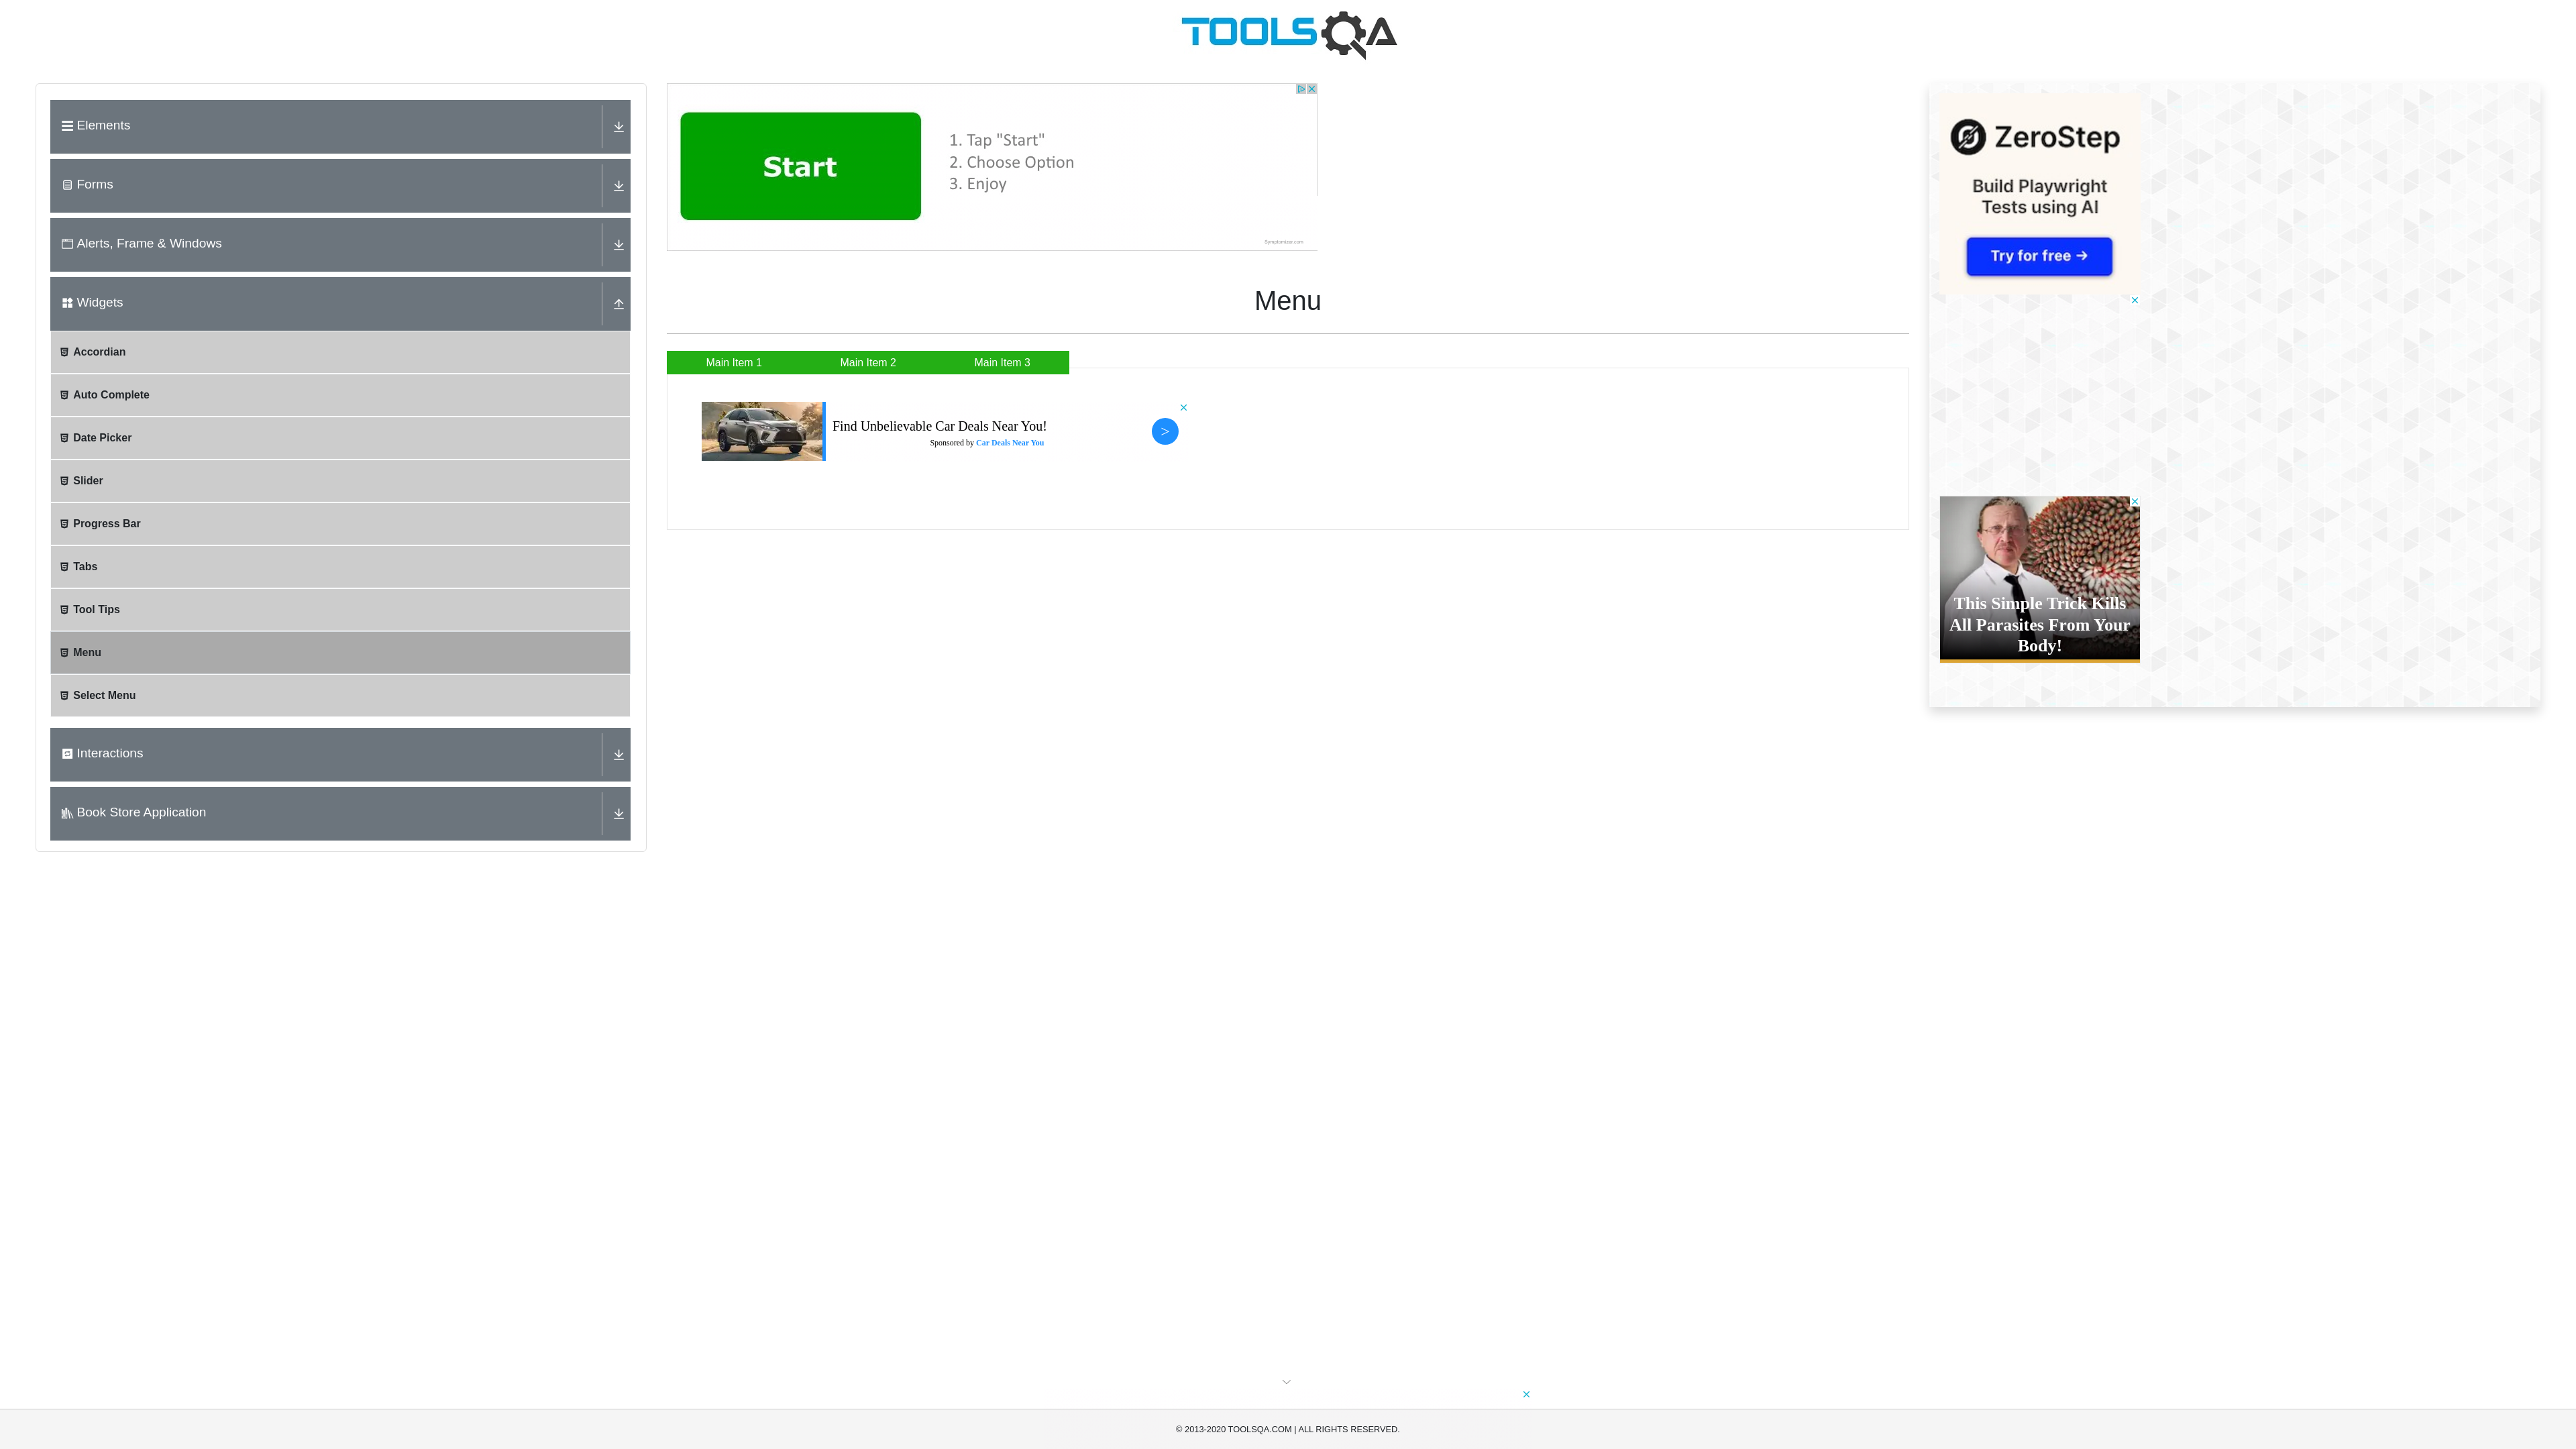 TOOLSQA
Elements
Forms
Alerts, Frame & Windows
Widgets
Accordian
Auto Complete
Date Picker
Slider
Progress Bar
Tabs
Tool Tips
Menu
Select Menu
Interactions
Book Store Application
Start
1. Tap "Start"
2. Choose Option
3. Enjoy
Menu
Main Item 1
Main Item 2
Main Item 3
Find Unbelievable Car Deals Near You!
Sponsored by Car Deals Near You
>
ZeroStep
Build Playwright
Tests using AI
Try for free →
This Simple Trick Kills
All Parasites From Your
Body!
© 2013-2020 TOOLSQA.COM | ALL RIGHTS RESERVED.